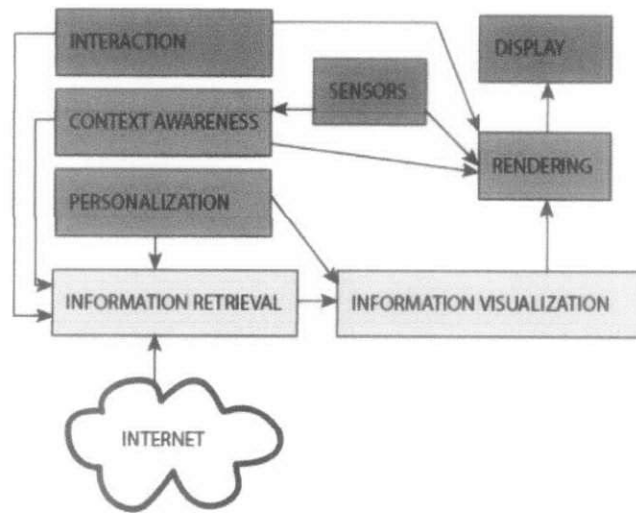 INTERACTION
DISPLAY
SENSORS
CONTEXT AWARENESS
RENDERING
PERSONALIZATION
INFORMATION RETRIEVAL
INFORMATION VISUALIZATION
INTERNET